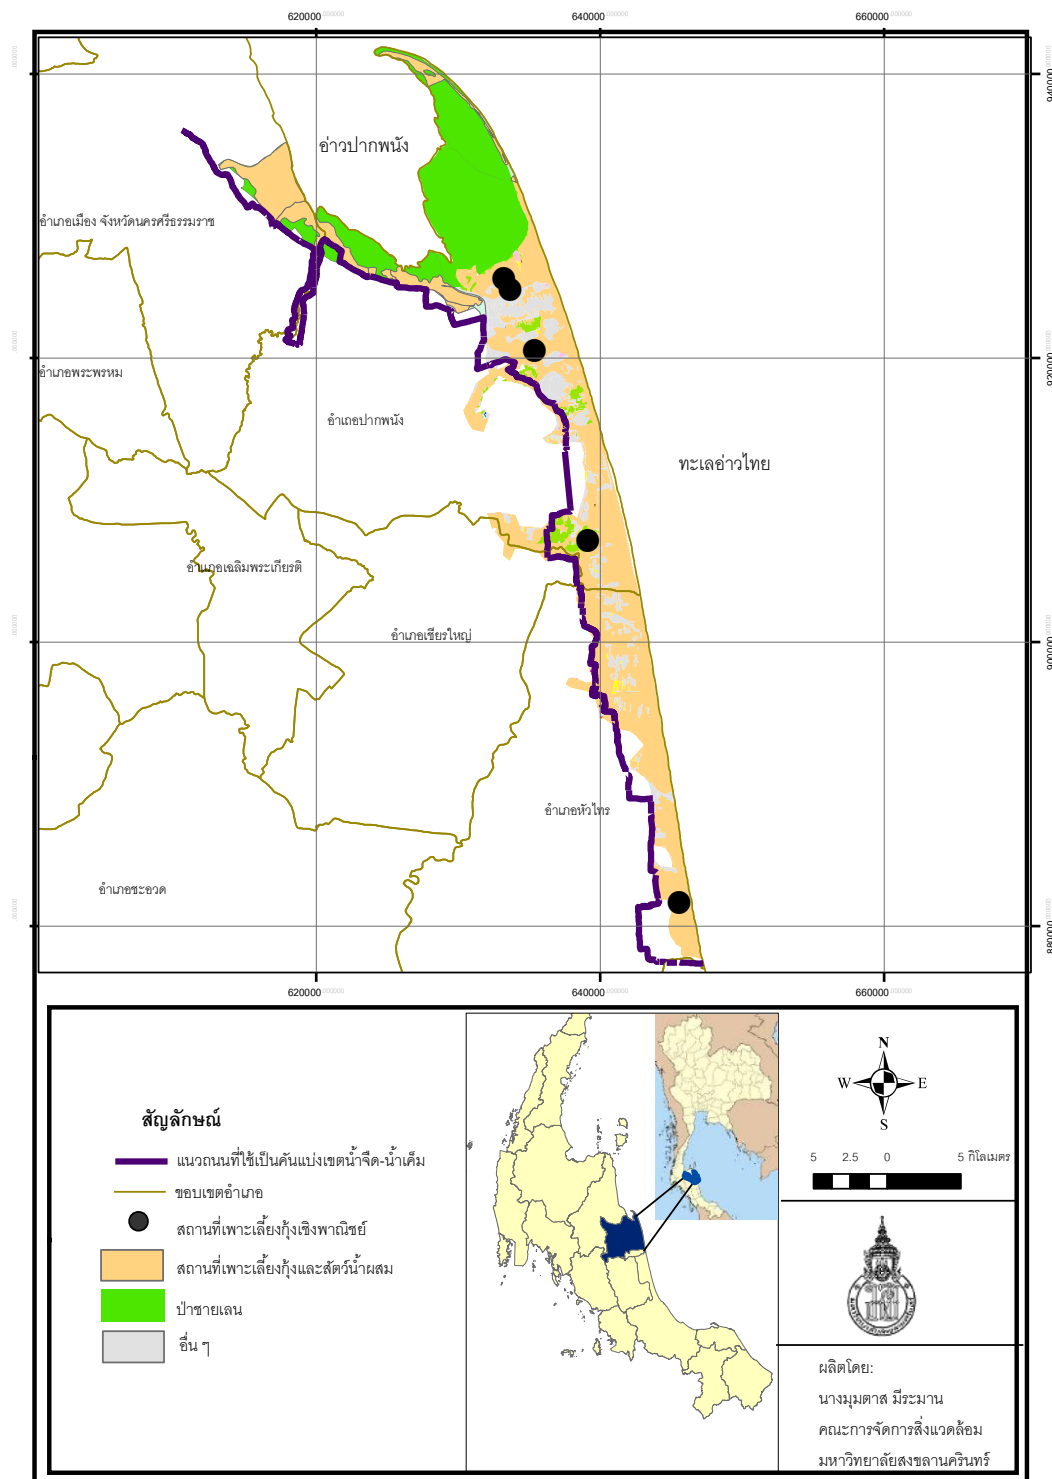 620000
640000
660000
940000
อ่าวปากพนัง
อำเภอเมือง จังหวัดนครศรีธรรมราช
920000
อำเภอพระพรหม
อำเภอปากพนัง
ทะเลอ่าวไทย
อำเภอเฉลิมพระเกียรติ
อำเภอเชียรใหญ่
900000
อำเภอหัวไทร
อำเภอชะอวด
880000
620000
640000
660000
สัญลักษณ์
แนวถนนที่ใช้เป็นคันแบ่งเขตน้ำจืด-น้ำเค็ม
ขอบเขตอำเภอ
สถานที่เพาะเลี้ยงกุ้งเชิงพาณิชย์
สถานที่เพาะเลี้ยงกุ้งและสัตว์น้ำผสม
ป่าชายเลน
อื่น ๆ
N
W E
S
5 2.5 0 5 กิโลเมตร
ผลิตโดย:
นางมุมตาส มีระมาน
คณะการจัดการสิ่งแวดล้อม
มหาวิทยาลัยสงขลานครินทร์